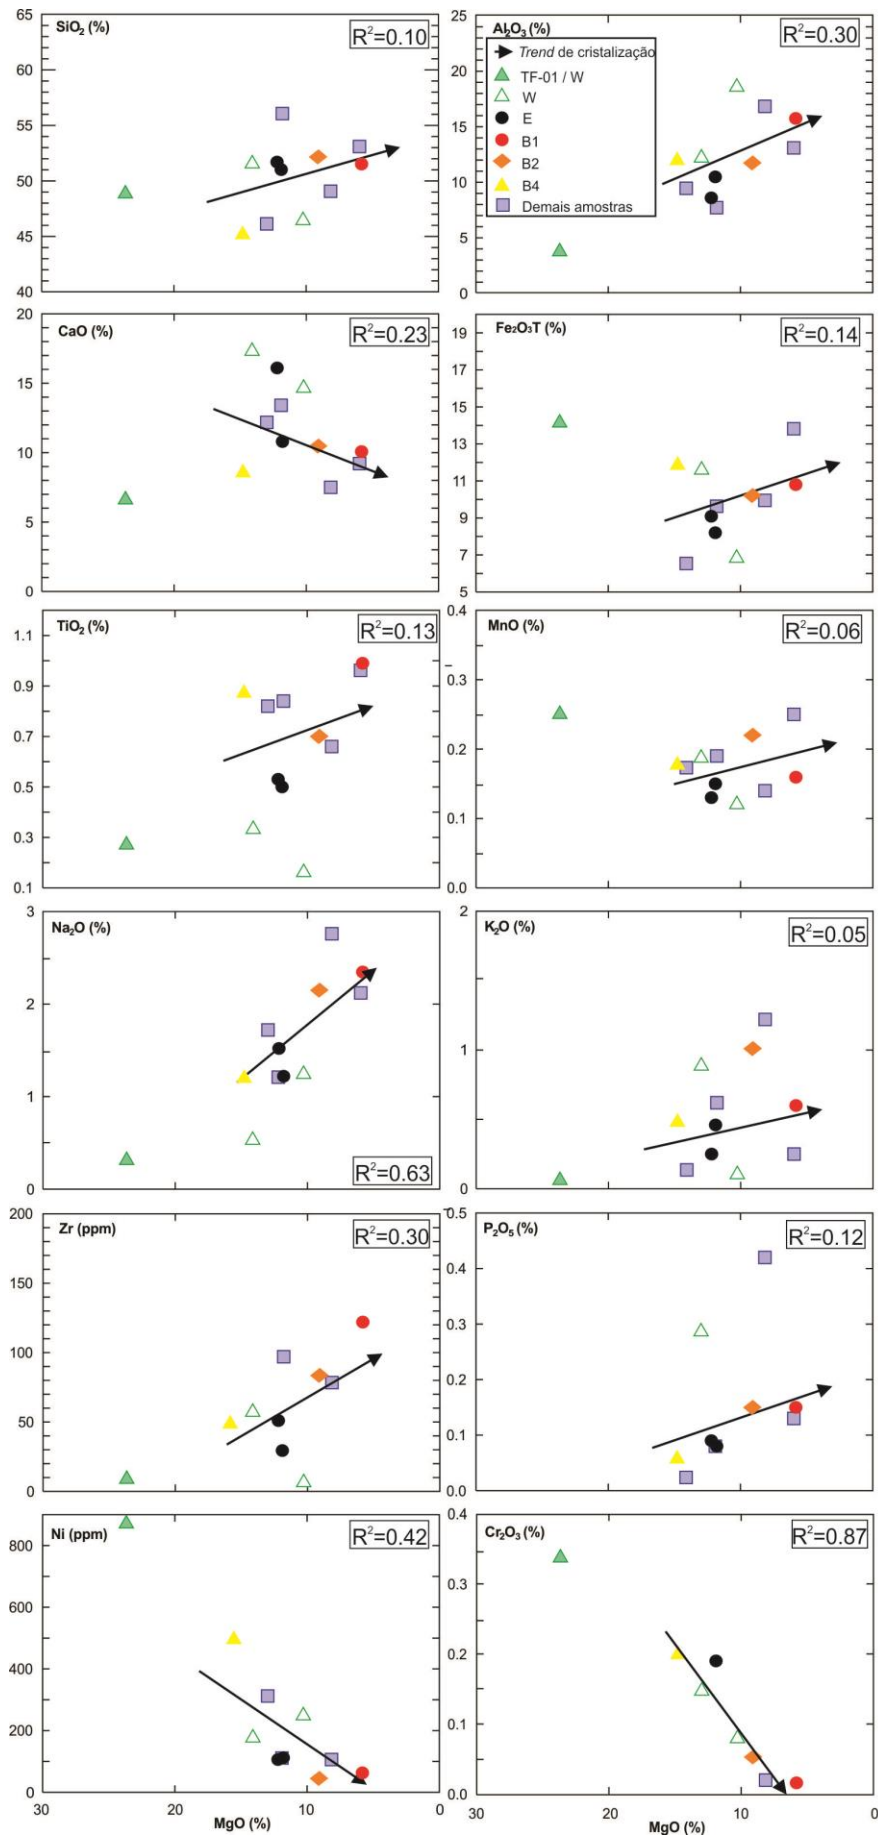 SiO₂ (%)
R²=0.10
65
60
55
50
45
40
Al₂O₃ (%)
R²=0.30
25
20
15
10
5
0
Trend de cristalização
TF-01 / W
W
E
B1
B2
B4
Demais amostras
CaO (%)
R²=0.23
20
15
10
5
0
Fe₂O₃T (%)
R²=0.14
19
17
15
13
11
9
7
5
TiO₂ (%)
R²=0.13
1.1
0.9
0.7
0.5
0.3
0.1
MnO (%)
R²=0.06
0.4
0.3
0.2
0.1
0.0
Na₂O (%)
R²=0.63
3
2
1
0
K₂O (%)
R²=0.05
2
1
0
Zr (ppm)
R²=0.30
200
150
100
50
0
P₂O₅ (%)
R²=0.12
0.5
0.4
0.3
0.2
0.1
0.0
Ni (ppm)
R²=0.42
800
600
400
200
0
30 20 10 0
MgO (%)
Cr₂O₃ (%)
R²=0.87
0.4
0.3
0.2
0.1
0.0
30 20 10 0
MgO (%)